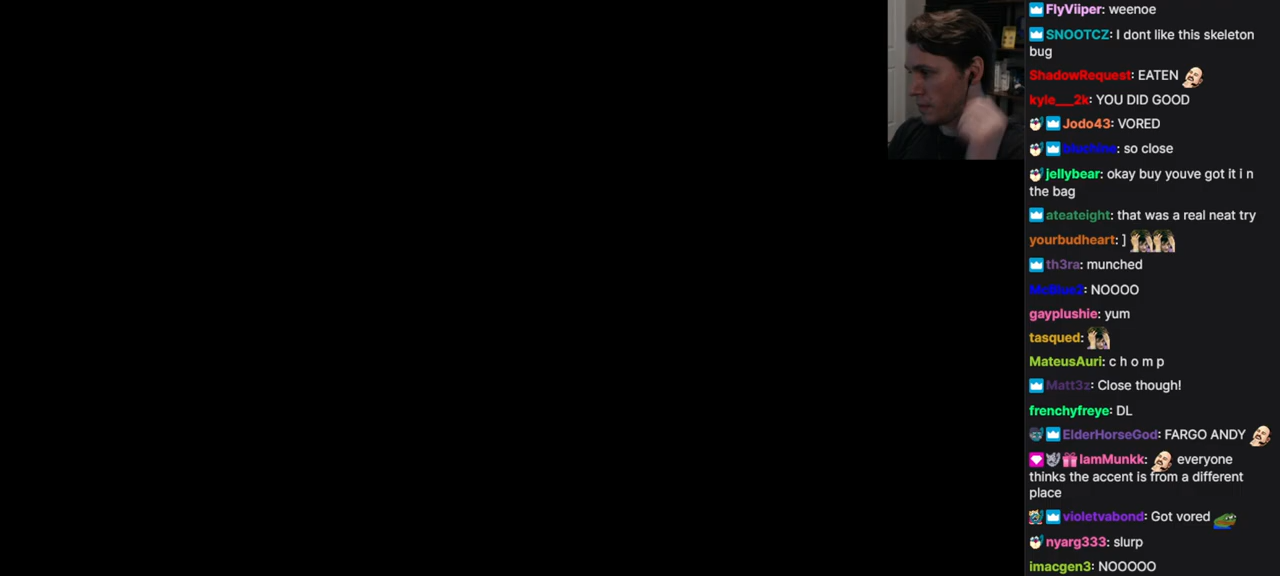 FlyViiper: weenoe
SNOOTCZ: I dont like this skeleton
bug
ShadowRequest: EATEN
kyle___2k: YOU DID GOOD
Jodo43: VORED
: so close
jellybear: okay buy youve got it i n
the bag
ateateight: that was a real neat try
yourbudheart: ]
th3ra: munched
: NOOOO
gayplushie: yum
tasqued:
MateusAuri: c h o m p
Matt3z: Close though!
frenchyfreye: DL
ElderHorseGod: FARGO ANDY
IamMunkk: everyone
thinks the accent is from a different
place
violetvabond: Got vored
nyarg333: slurp
imacgen3: NOOOOO